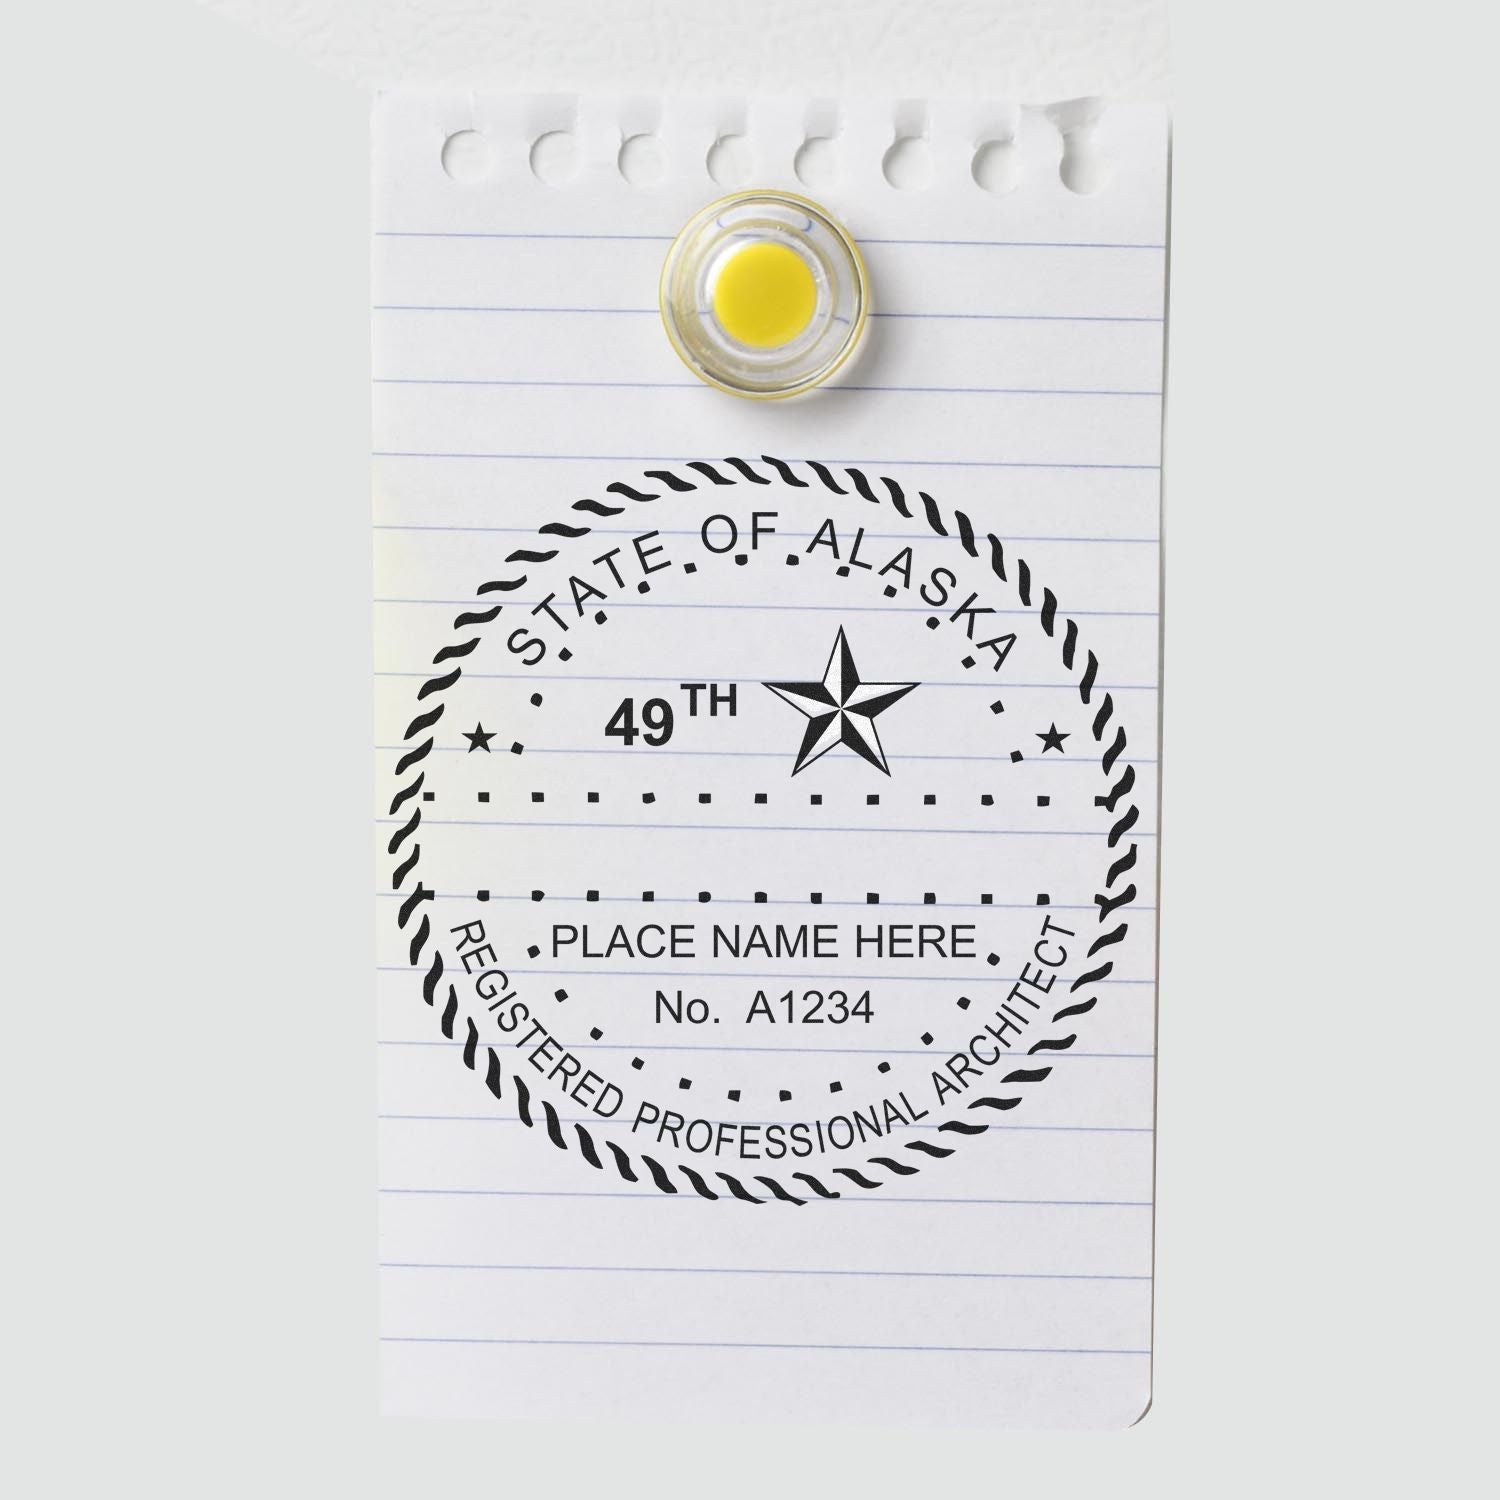 STATE OF ALASKA
49TH
PLACE NAME HERE
No. A1234
REGISTERED PROFESSIONAL ARCHITECT